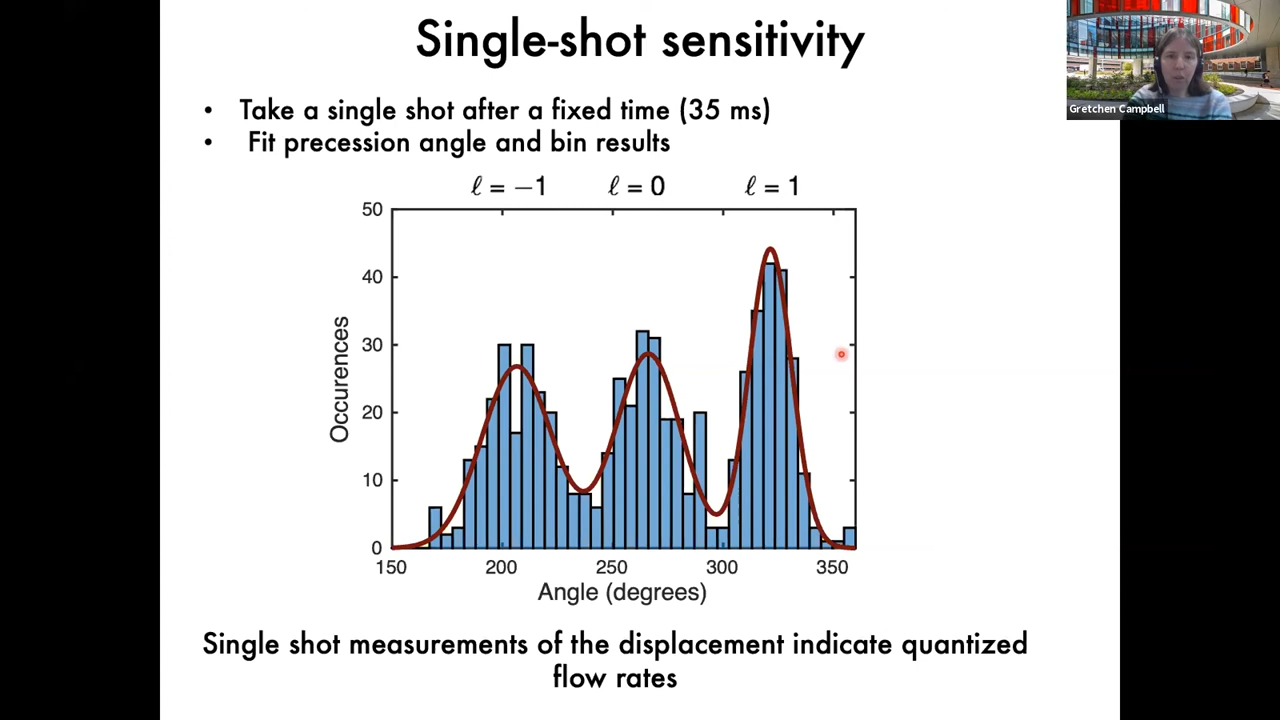 Single-shot sensitivity
Gretchen Campbell
• Take a single shot after a fixed time (35 ms)
• Fit precession angle and bin results
ℓ = −1 ℓ = 0 ℓ = 1
50
40
30
20
10
0
Occurences
150 200 250 300 350
Angle (degrees)
Single shot measurements of the displacement indicate quantized
flow rates